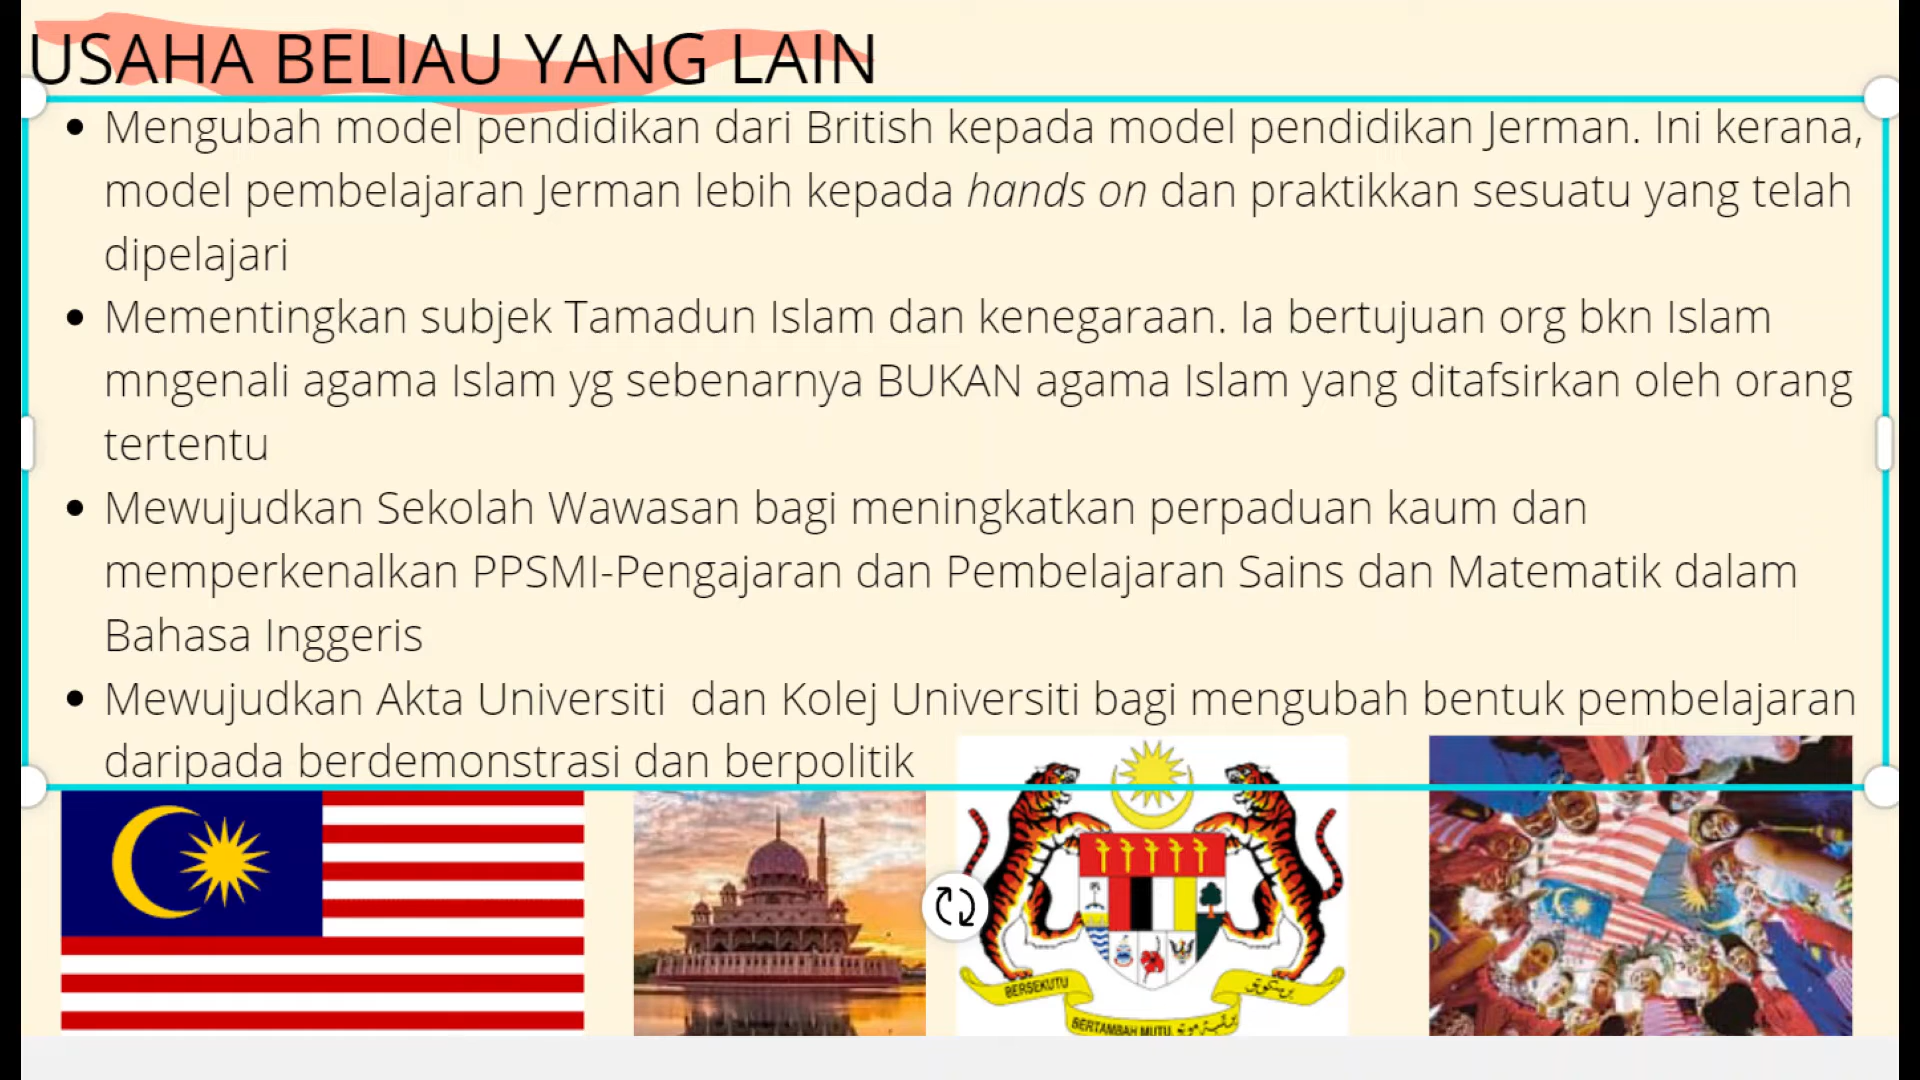 USAHA BELIAU YANG LAIN
• Mengubah model pendidikan dari British kepada model pendidikan Jerman. Ini kerana,
model pembelajaran Jerman lebih kepada hands on dan praktikkan sesuatu yang telah
dipelajari
• Mementingkan subjek Tamadun Islam dan kenegaraan. Ia bertujuan org bkn Islam
mngenali agama Islam yg sebenarnya BUKAN agama Islam yang ditafsirkan oleh orang
tertentu
• Mewujudkan Sekolah Wawasan bagi meningkatkan perpaduan kaum dan
memperkenalkan PPSMI-Pengajaran dan Pembelajaran Sains dan Matematik dalam
Bahasa Inggeris
• Mewujudkan Akta Universiti  dan Kolej Universiti bagi mengubah bentuk pembelajaran
daripada berdemonstrasi dan berpolitik
BERSEKUTU
BERTAMBAH MUTU